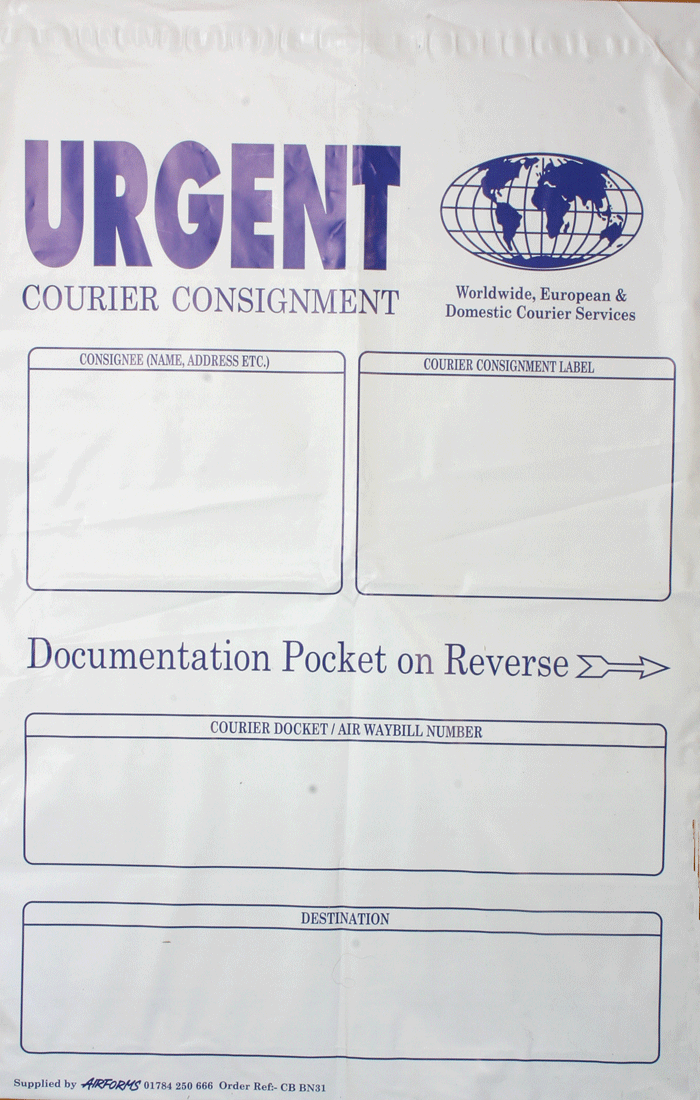 URGENT
COURIER CONSIGNMENT
Worldwide, European &
Domestic Courier Services
CONSIGNEE (NAME, ADDRESS ETC.)
COURIER CONSIGNMENT LABEL
Documentation Pocket on Reverse
COURIER DOCKET / AIR WAYBILL NUMBER
DESTINATION
Supplied by AIRFORMS 01784 250 666 Order Ref:- CB BN31